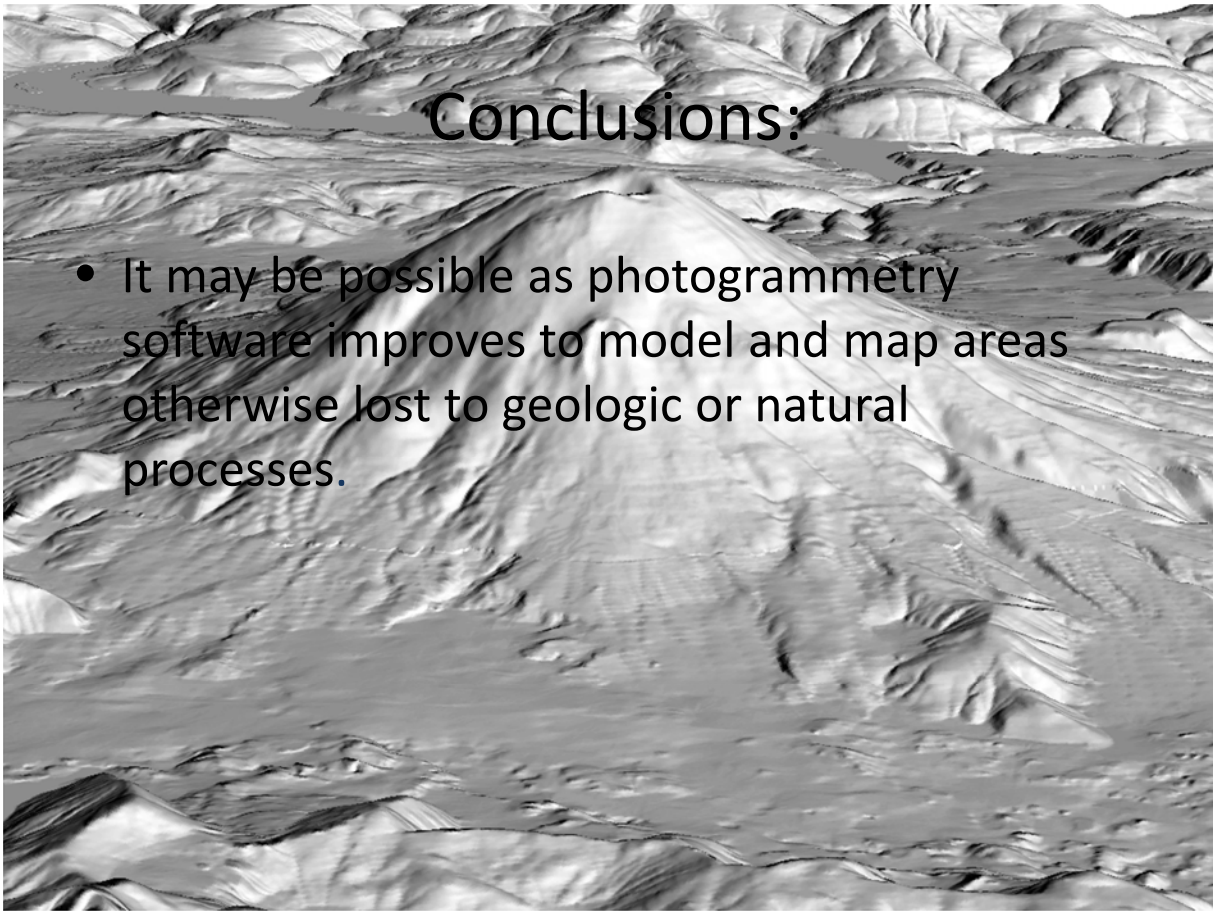 Conclusions:
• It may be possible as photogrammetry
software improves to model and map areas
otherwise lost to geologic or natural
processes.